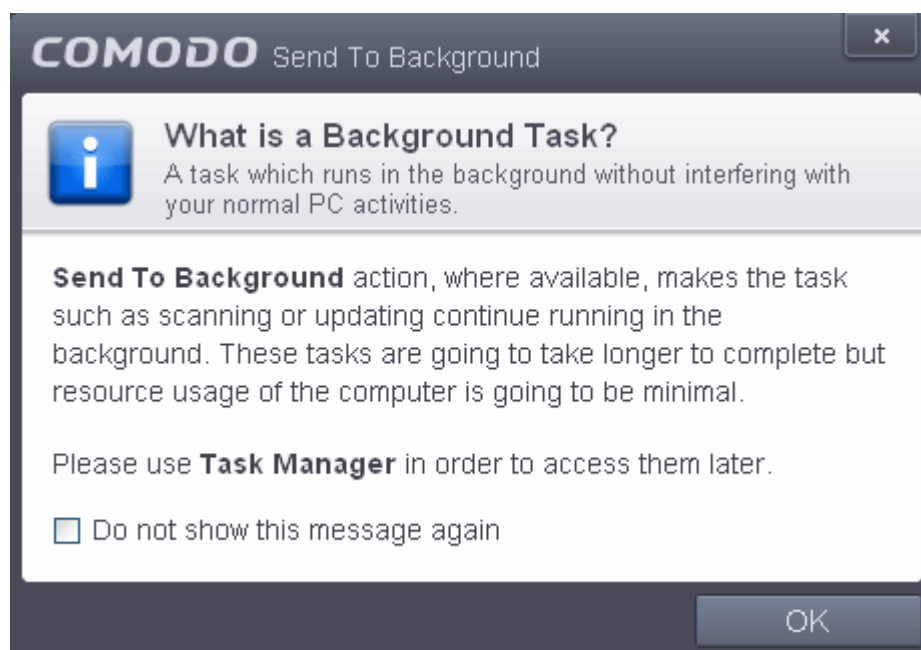 COMODO Send To Background
What is a Background Task?
A task which runs in the background without interfering with
your normal PC activities.
Send To Background action, where available, makes the task
such as scanning or updating continue running in the
background. These tasks are going to take longer to complete but
resource usage of the computer is going to be minimal.
Please use Task Manager in order to access them later.
Do not show this message again
OK